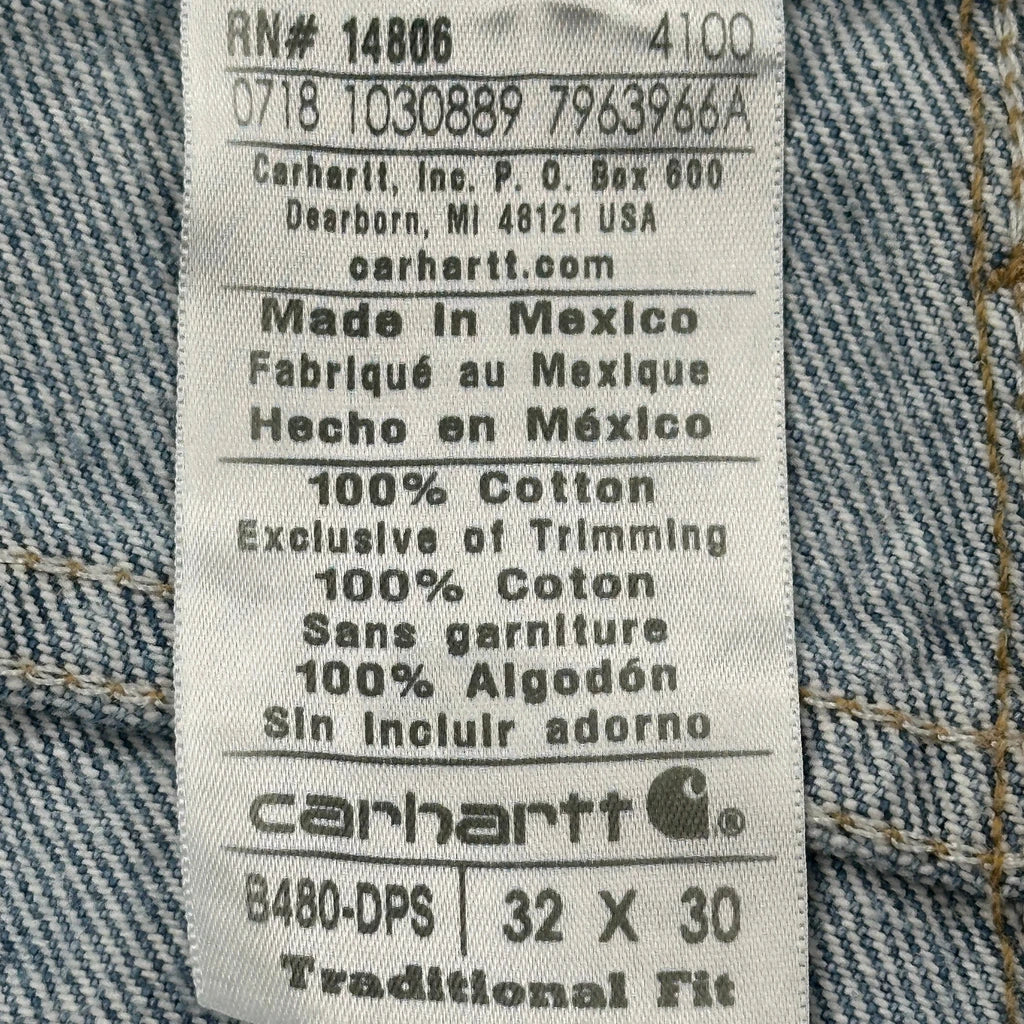 RN# 14806 4100
0718 1030889 7963966A
Carhartt, Inc. P. O. Box 600
Dearborn, MI 48121 USA
carhartt.com
Made in Mexico
Fabriqué au Mexique
Hecho en México
100% Cotton
Exclusive of Trimming
100% Coton
Sans garniture
100% Algodón
Sin incluir adorno
carhartt ®
B480-DPS 32 X 30
Traditional Fit